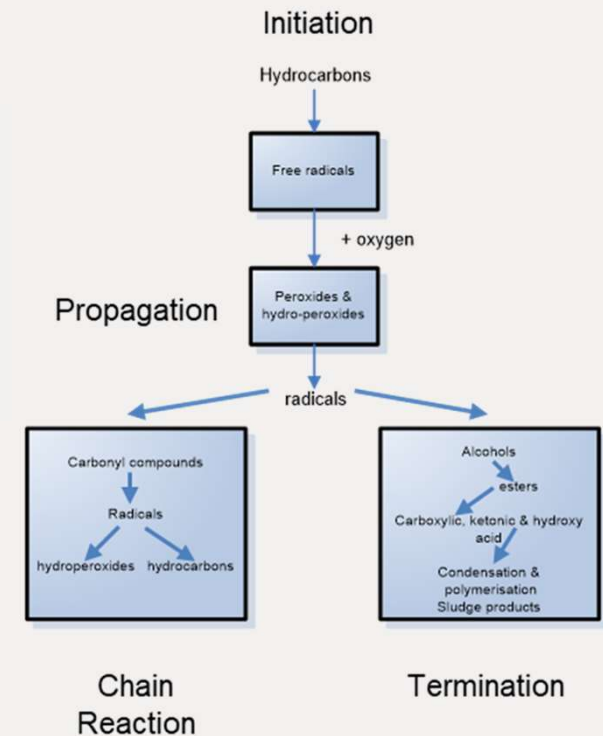 Initiation
Hydrocarbons
Free radicals
+ oxygen
Propagation
Peroxides &
hydro-peroxides
radicals
Carbonyl compounds
Radicals
hydroperoxides hydrocarbons
Alcohols
esters
Carboxylic, ketonic & hydroxy
acid
Condensation &
polymerisation
Sludge products
Chain
Reaction
Termination